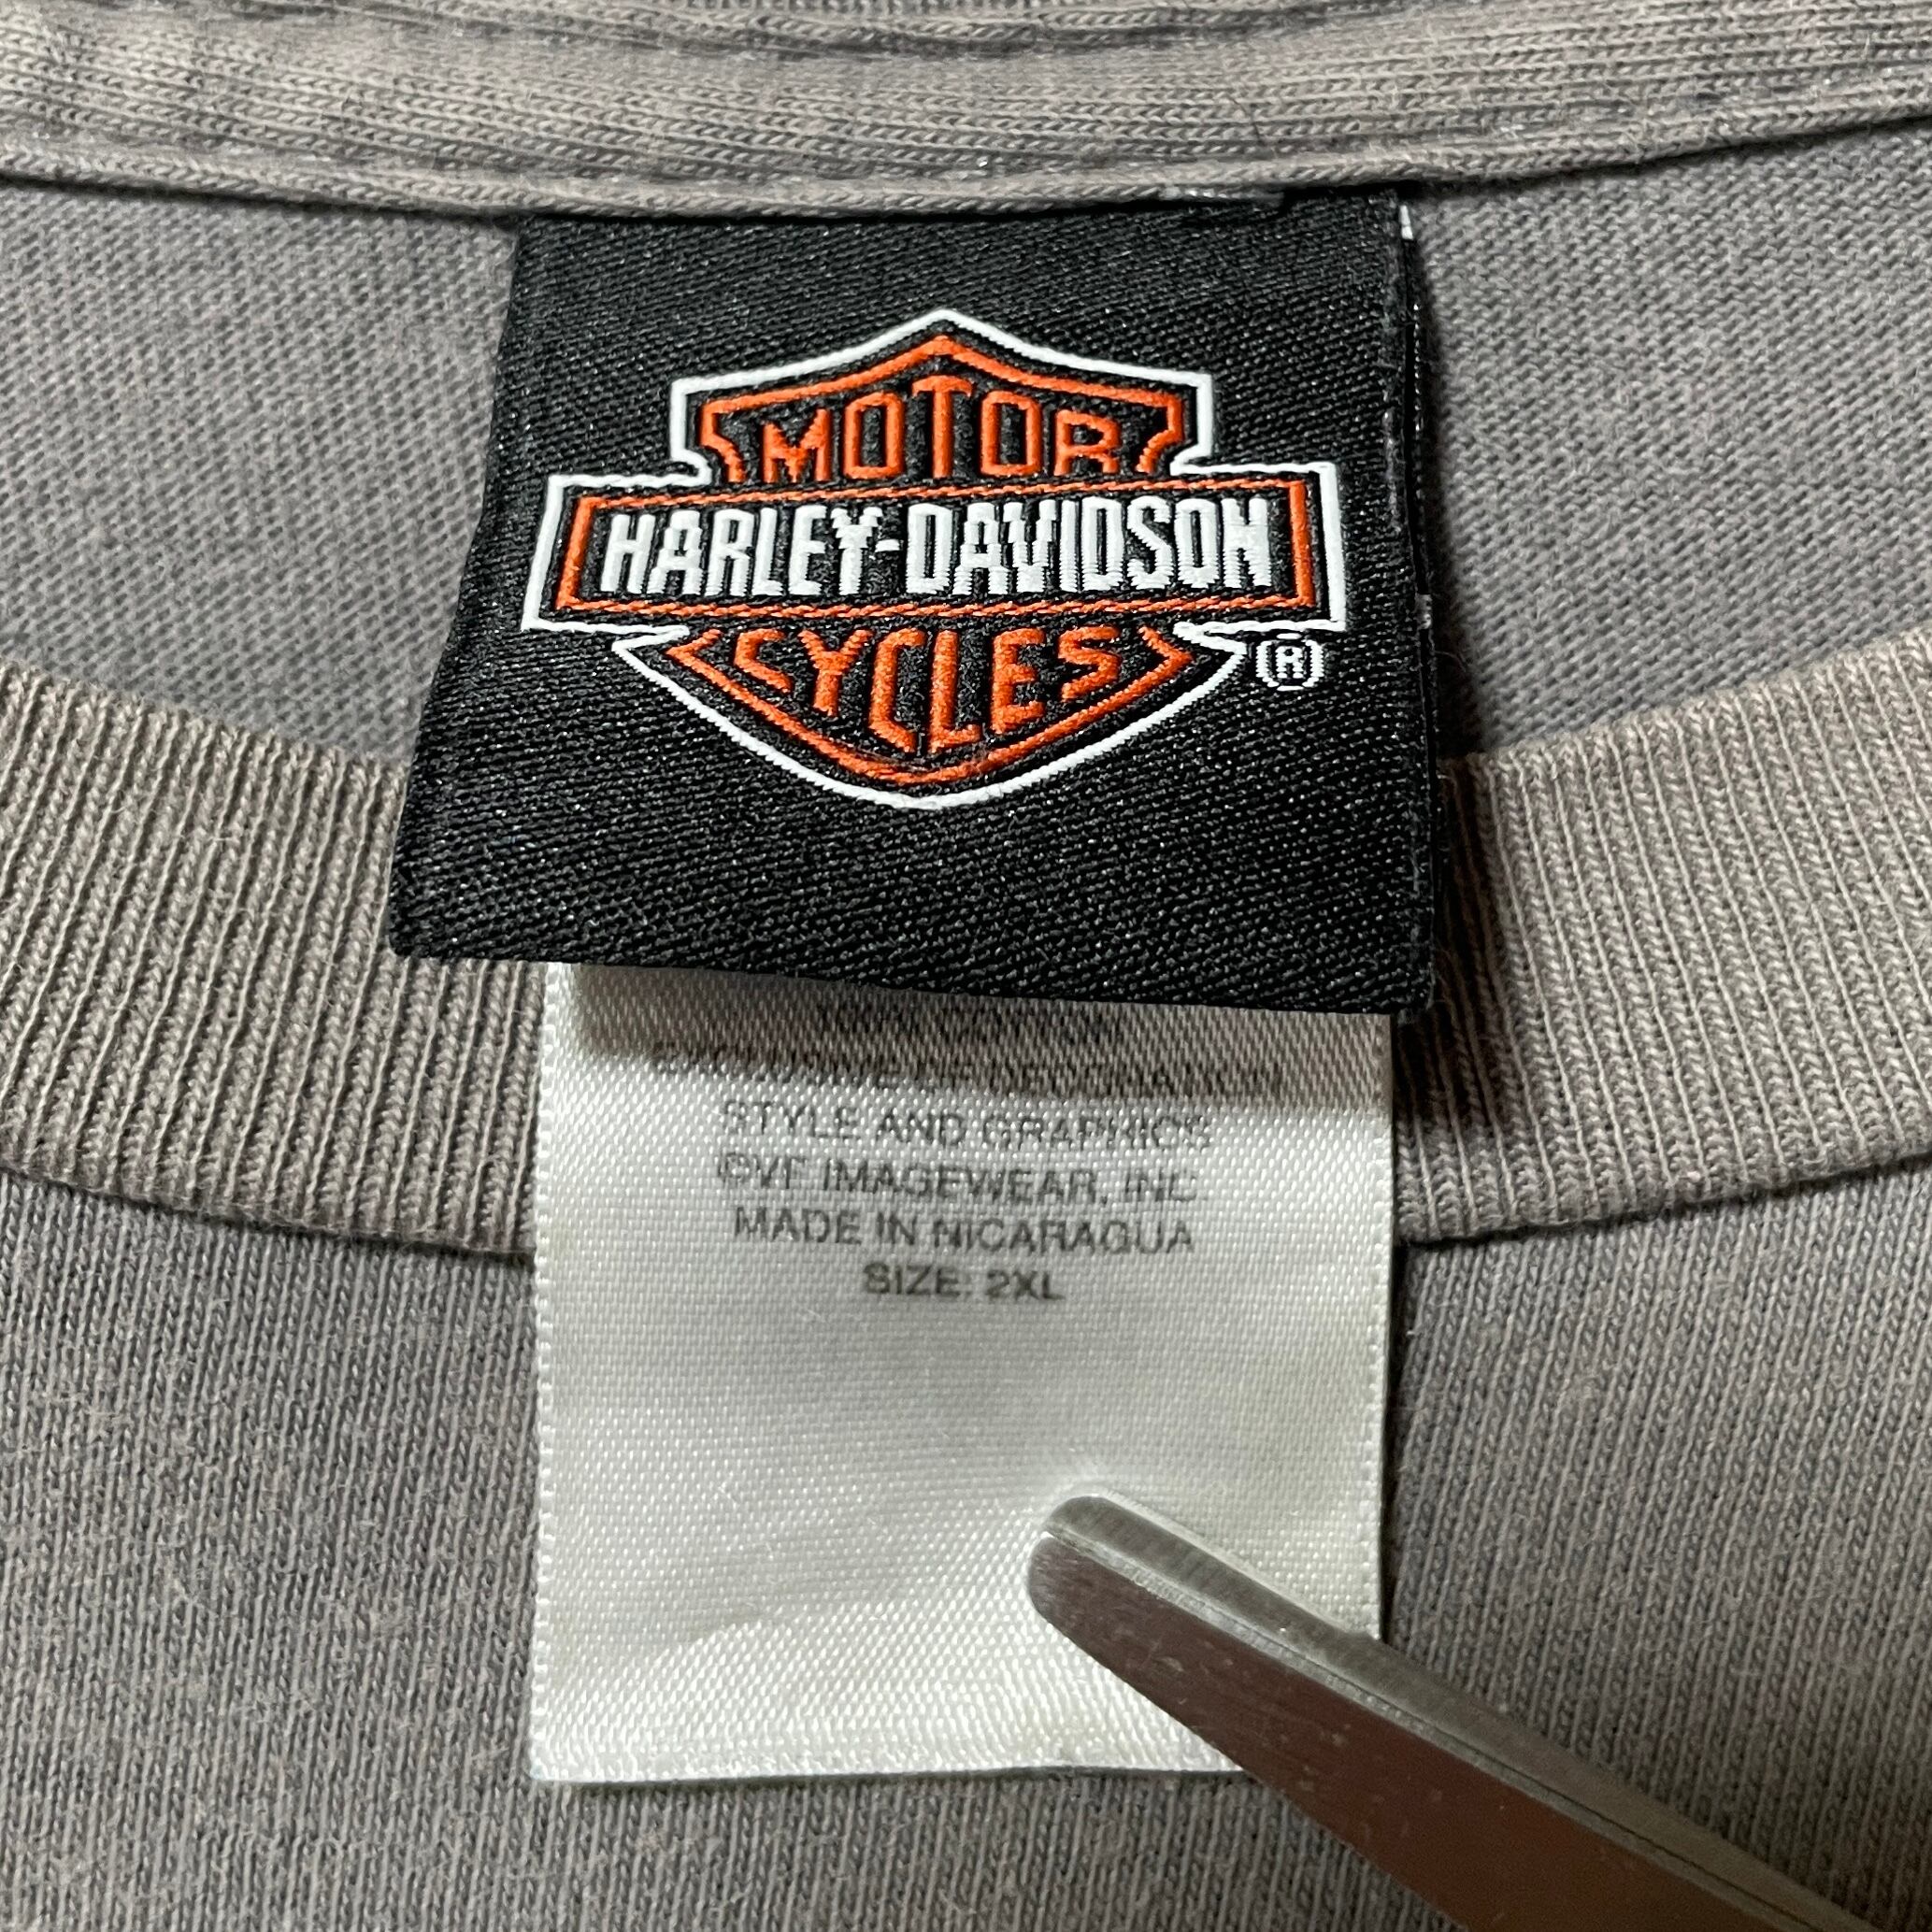 MOTOR
HARLEY-DAVIDSON
CYCLES
®
STYLE AND GRAPHICS
©VF IMAGEWEAR, INC
MADE IN NICARAGUA
SIZE: 2XL